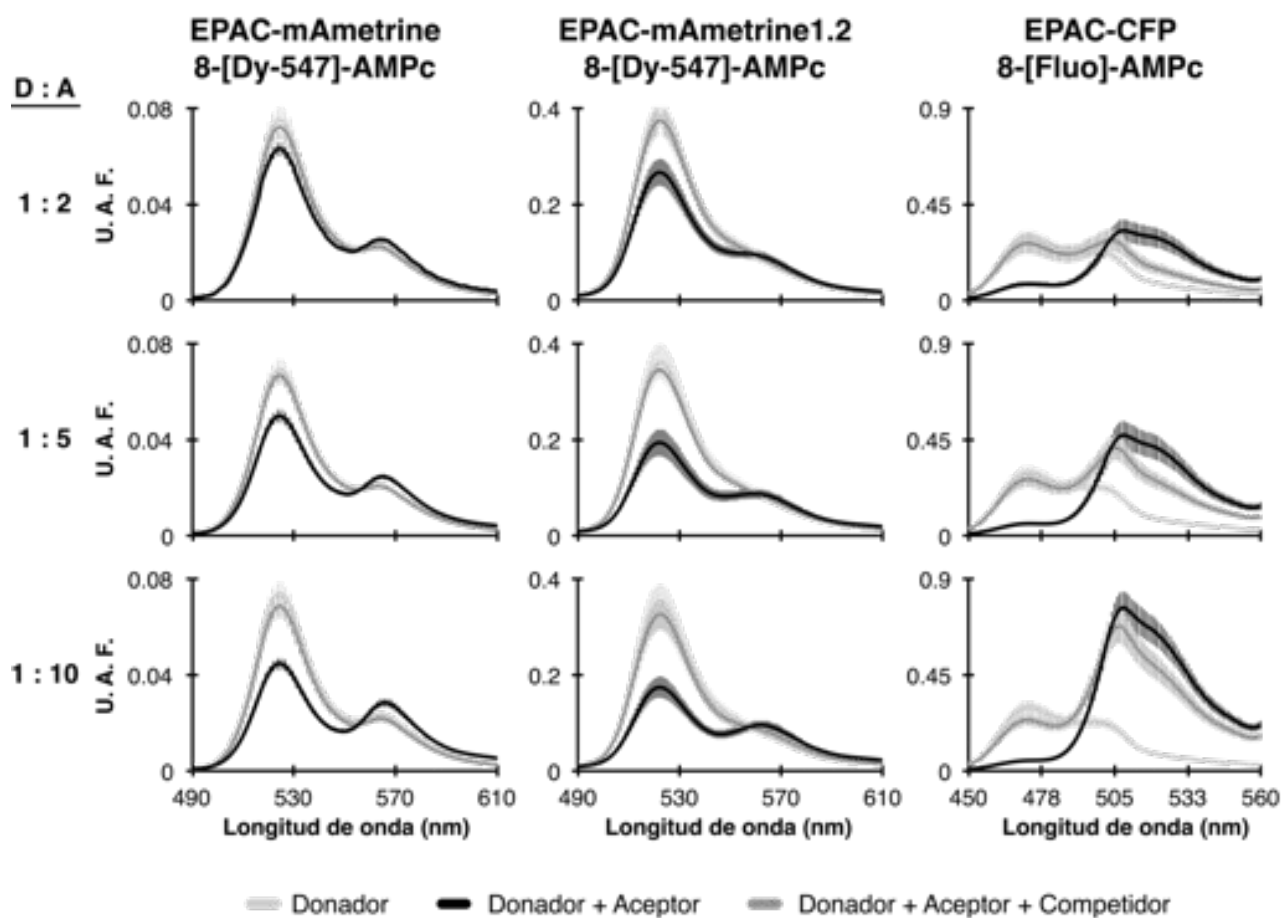 EPAC-mAmetrine
8-[Dy-547]-AMPc
EPAC-mAmetrine1.2
8-[Dy-547]-AMPc
EPAC-CFP
8-[Fluo]-AMPc
D : A
1 : 2
U. A. F.
0.08
0.04
0
0.4
0.2
0
0.9
0.45
0
1 : 5
U. A. F.
0.08
0.04
0
0.4
0.2
0
0.9
0.45
0
1 : 10
U. A. F.
0.08
0.04
0
0.4
0.2
0
0.9
0.45
0
490 530 570 610
490 530 570 610
450 478 505 533 560
Longitud de onda (nm)
Longitud de onda (nm)
Longitud de onda (nm)
Donador
Donador + Aceptor
Donador + Aceptor + Competidor